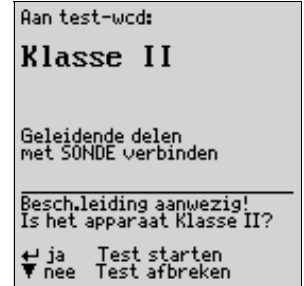 Aan test-wcd:
Klasse II
Geleidende delen
met SONDE verbinden
Besch.leiding aanwezig!
Is het apparaat Klasse II?
↵ ja Test starten
▼ nee Test afbreken